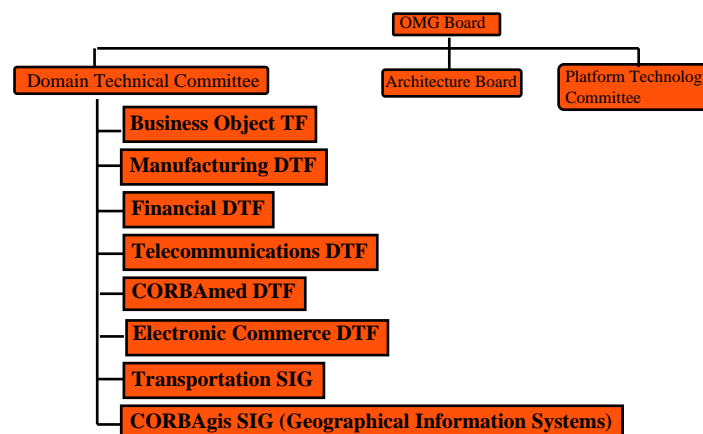 OMG Board
Domain Technical Committee
Architecture Board
Platform Technolog
Committee
Business Object TF
Manufacturing DTF
Financial DTF
Telecommunications DTF
CORBAmed DTF
Electronic Commerce DTF
Transportation SIG
CORBAgis SIG (Geographical Information Systems)